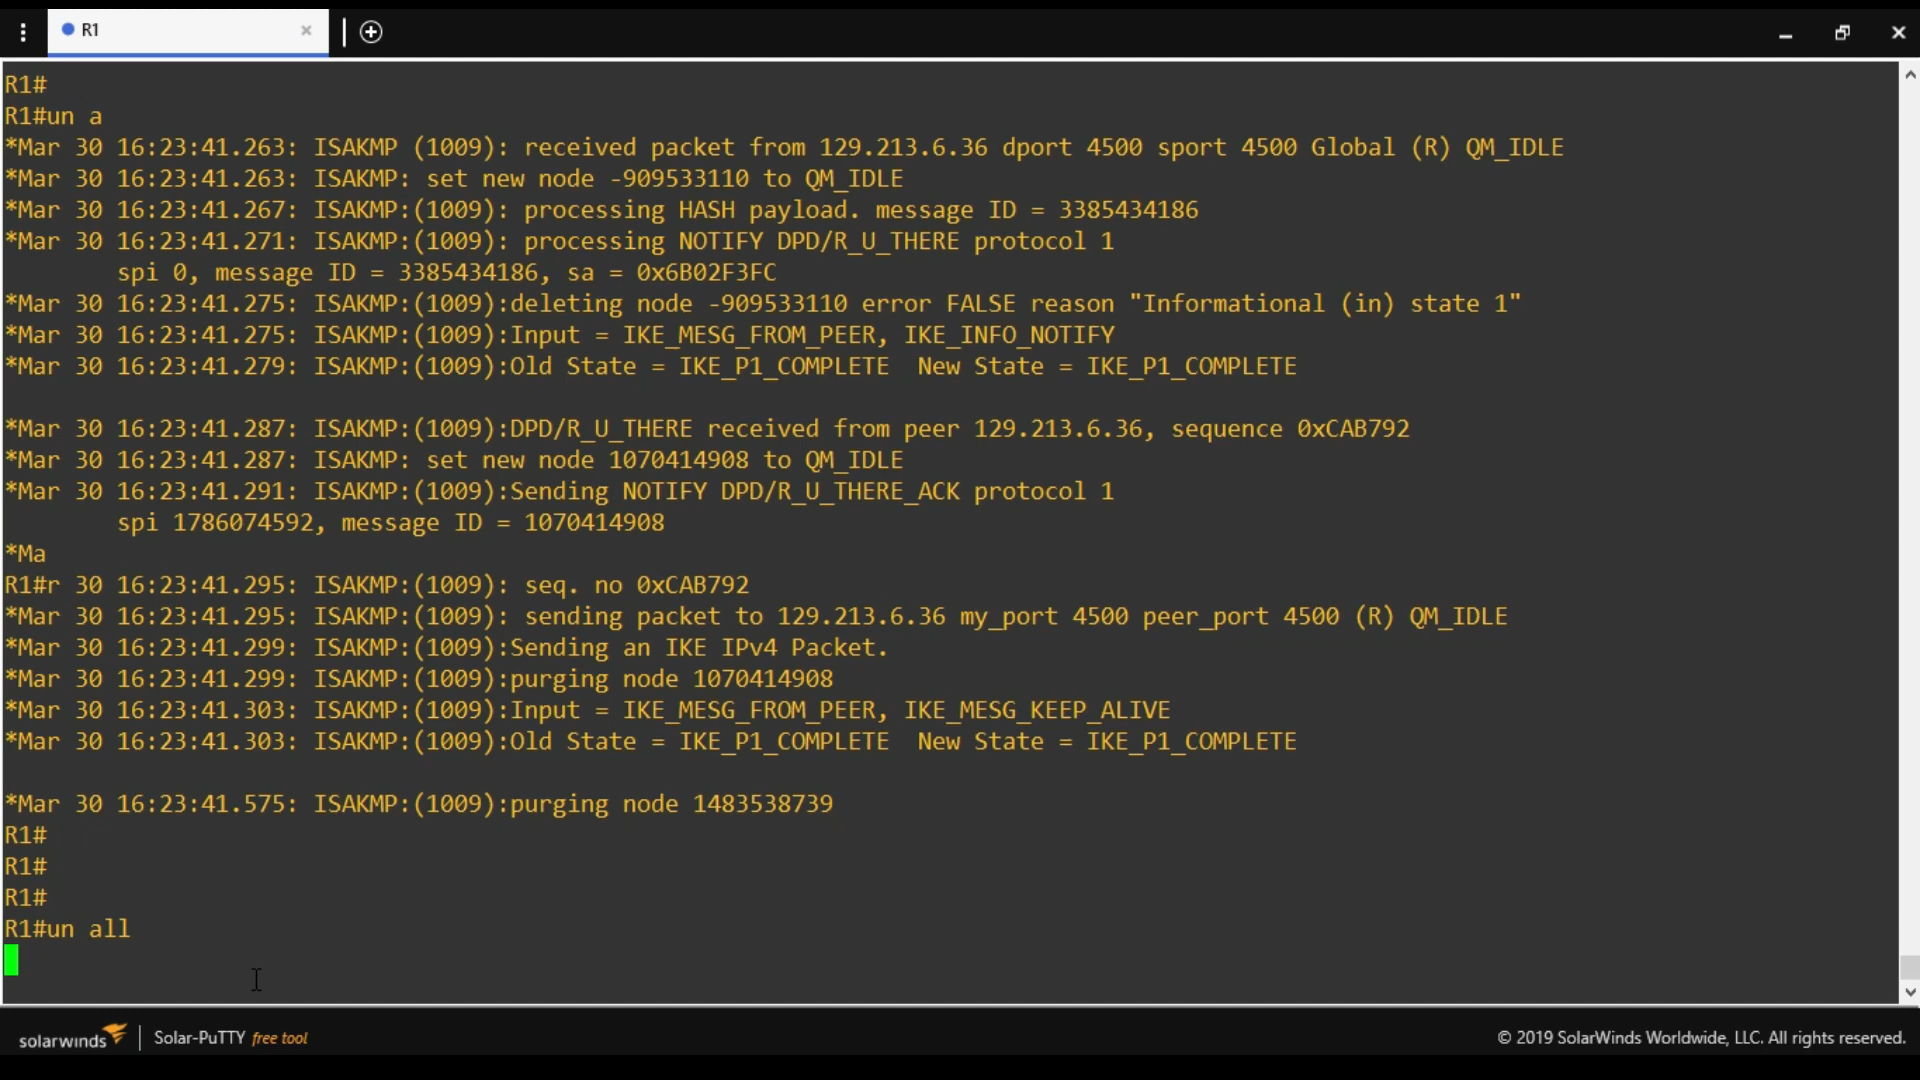 R1
R1#
R1#un a
*Mar 30 16:23:41.263: ISAKMP (1009): received packet from 129.213.6.36 dport 4500 sport 4500 Global (R) QM_IDLE
*Mar 30 16:23:41.263: ISAKMP: set new node -909533110 to QM_IDLE
*Mar 30 16:23:41.267: ISAKMP:(1009): processing HASH payload. message ID = 3385434186
*Mar 30 16:23:41.271: ISAKMP:(1009): processing NOTIFY DPD/R_U_THERE protocol 1
spi 0, message ID = 3385434186, sa = 0x6B02F3FC
*Mar 30 16:23:41.275: ISAKMP:(1009):deleting node -909533110 error FALSE reason "Informational (in) state 1"
*Mar 30 16:23:41.275: ISAKMP:(1009):Input = IKE_MESG_FROM_PEER, IKE_INFO_NOTIFY
*Mar 30 16:23:41.279: ISAKMP:(1009):Old State = IKE_P1_COMPLETE  New State = IKE_P1_COMPLETE
*Mar 30 16:23:41.287: ISAKMP:(1009):DPD/R_U_THERE received from peer 129.213.6.36, sequence 0xCAB792
*Mar 30 16:23:41.287: ISAKMP: set new node 1070414908 to QM_IDLE
*Mar 30 16:23:41.291: ISAKMP:(1009):Sending NOTIFY DPD/R_U_THERE_ACK protocol 1
spi 1786074592, message ID = 1070414908
*Ma
R1#r 30 16:23:41.295: ISAKMP:(1009): seq. no 0xCAB792
*Mar 30 16:23:41.295: ISAKMP:(1009): sending packet to 129.213.6.36 my_port 4500 peer_port 4500 (R) QM_IDLE
*Mar 30 16:23:41.299: ISAKMP:(1009):Sending an IKE IPv4 Packet.
*Mar 30 16:23:41.299: ISAKMP:(1009):purging node 1070414908
*Mar 30 16:23:41.303: ISAKMP:(1009):Input = IKE_MESG_FROM_PEER, IKE_MESG_KEEP_ALIVE
*Mar 30 16:23:41.303: ISAKMP:(1009):Old State = IKE_P1_COMPLETE  New State = IKE_P1_COMPLETE
*Mar 30 16:23:41.575: ISAKMP:(1009):purging node 1483538739
R1#
R1#
R1#
R1#un all
solarwinds Solar-PuTTY free tool © 2019 SolarWinds Worldwide, LLC. All rights reserved.